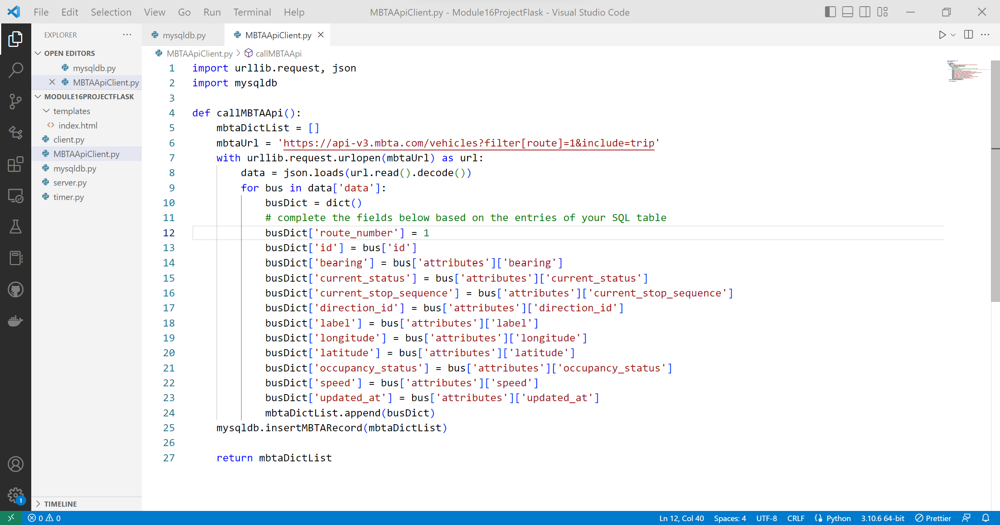 File Edit Selection View Go Run Terminal Help
MBTAApiClient.py - Module16ProjectFlask - Visual Studio Code
EXPLORER
OPEN EDITORS
mysqldb.py
MBTAApiClient.py
MODULE16PROJECTFLASK
templates
index.html
client.py
MBTAApiClient.py
mysqldb.py
server.py
timer.py
TIMELINE
mysqldb.py
MBTAApiClient.py
MBTAApiClient.py > callMBTAApi
1 import urllib.request, json
2 import mysqldb
3
4 def callMBTAApi():
5     mbtaDictList = []
6     mbtaUrl = 'https://api-v3.mbta.com/vehicles?filter[route]=1&include=trip'
7     with urllib.request.urlopen(mbtaUrl) as url:
8         data = json.loads(url.read().decode())
9         for bus in data['data']:
10             busDict = dict()
11             # complete the fields below based on the entries of your SQL table
12             busDict['route_number'] = 1
13             busDict['id'] = bus['id']
14             busDict['bearing'] = bus['attributes']['bearing']
15             busDict['current_status'] = bus['attributes']['current_status']
16             busDict['current_stop_sequence'] = bus['attributes']['current_stop_sequence']
17             busDict['direction_id'] = bus['attributes']['direction_id']
18             busDict['label'] = bus['attributes']['label']
19             busDict['longitude'] = bus['attributes']['longitude']
20             busDict['latitude'] = bus['attributes']['latitude']
21             busDict['occupancy_status'] = bus['attributes']['occupancy_status']
22             busDict['speed'] = bus['attributes']['speed']
23             busDict['updated_at'] = bus['attributes']['updated_at']
24             mbtaDictList.append(busDict)
25     mysqldb.insertMBTARecord(mbtaDictList)
26
27     return mbtaDictList
1
0 0
Ln 12, Col 40 Spaces: 4 UTF-8 CRLF Python 3.10.6 64-bit Prettier